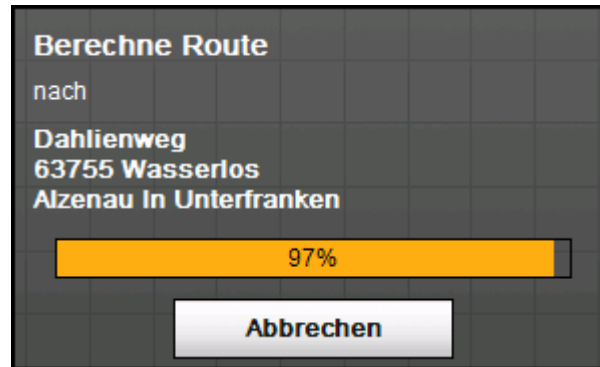 Berechne Route
nach
Dahlienweg
63755 Wasserlos
Alzenau In Unterfranken
97%
Abbrechen